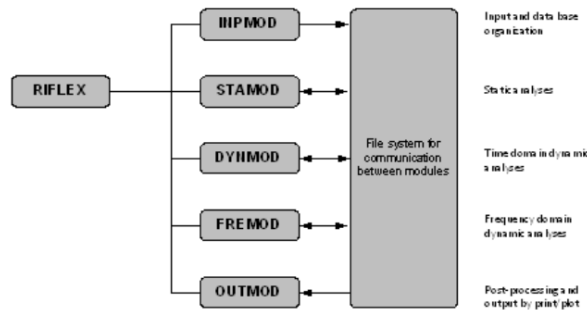 INPMOD
Input and data base
organization
RIFLEX
STAMOD
Static analyses
DYNMOD
File system for
communication
between modules
Time domain dynamic
analyses
FREMOD
Frequency domain
dynamic analyses
OUTMOD
Post-processing and
output by print/plot